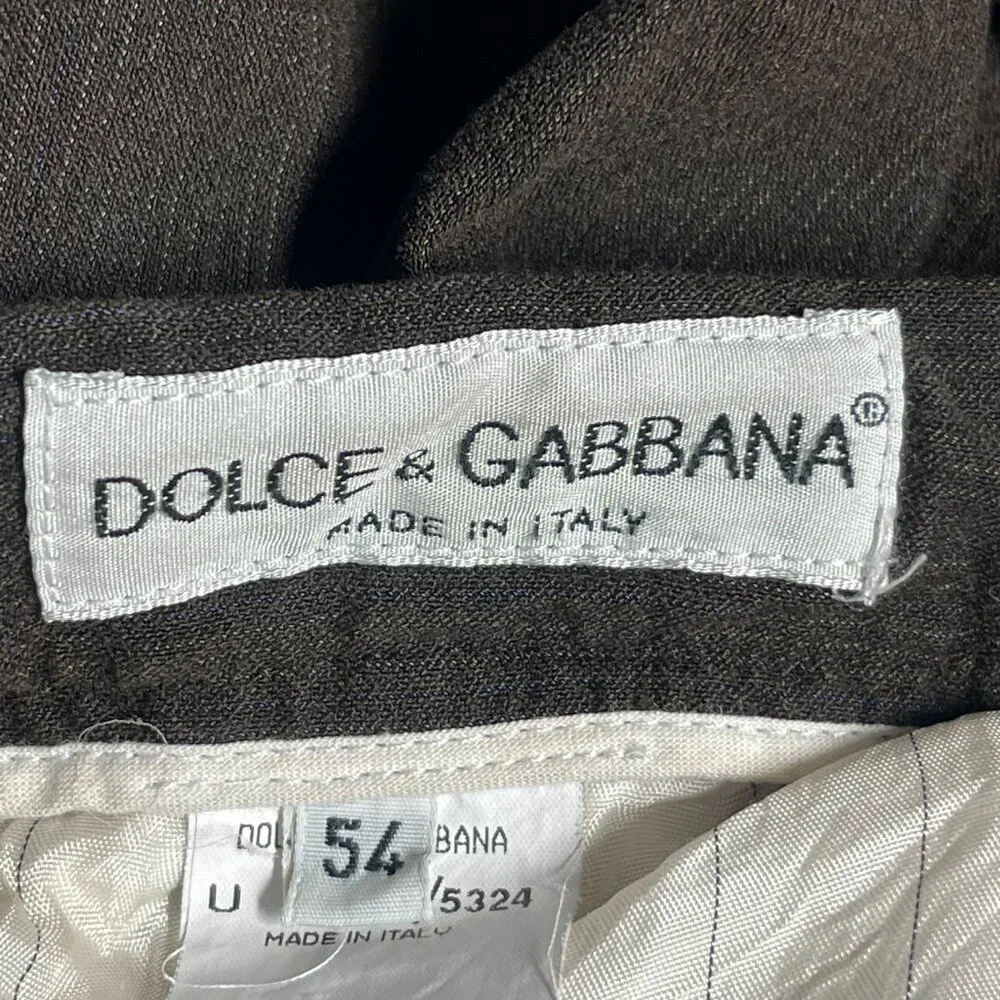 DOLCE & GABBANA®
MADE IN ITALY
54
BANA
U /5324
MADE IN ITALY